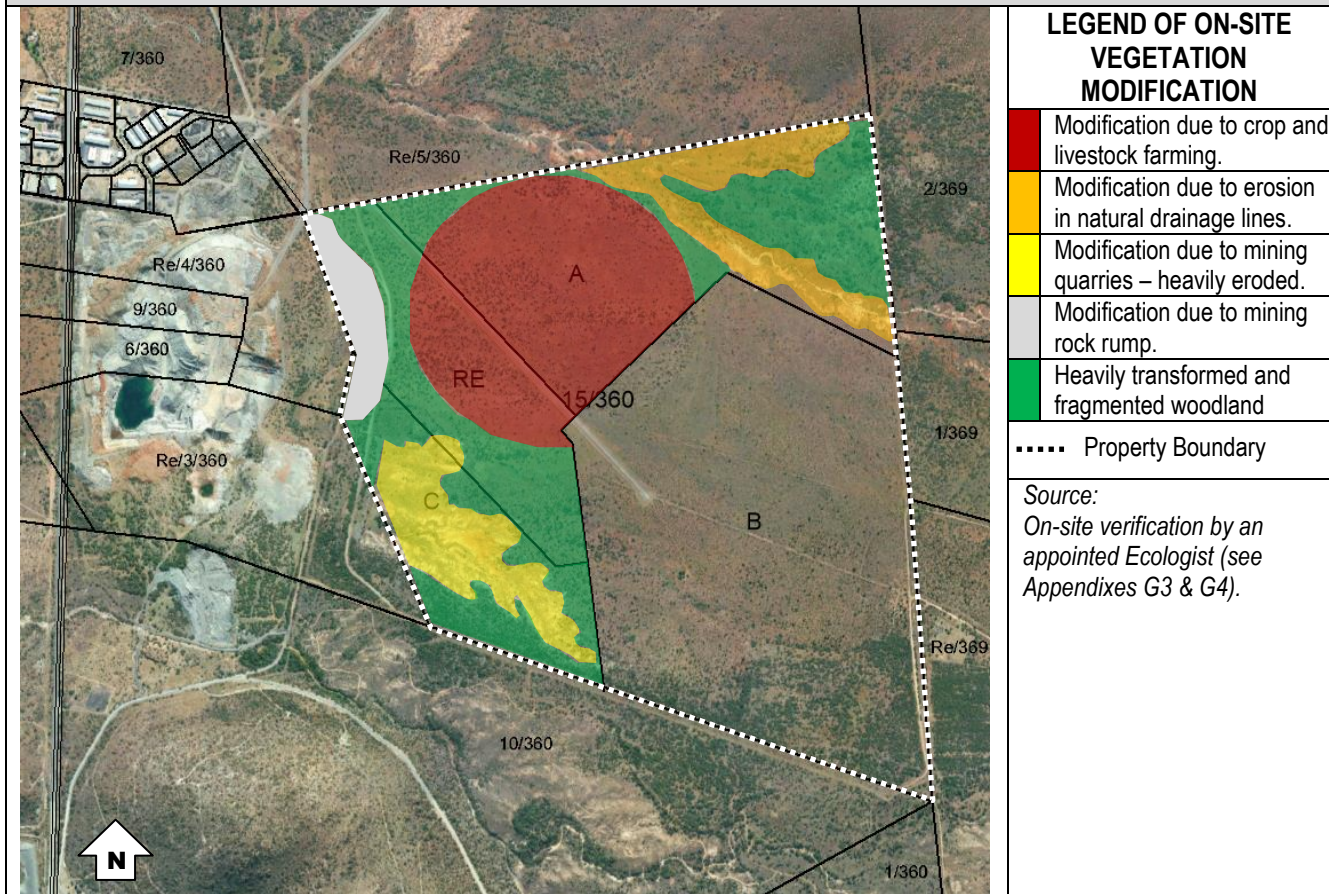 7/360
Re/5/360
2/369
Re/4/360
A
9/360
6/360
RE
15/360
1/369
Re/3/360
C
B
Re/369
10/360
N
1/360
LEGEND OF ON-SITE
VEGETATION
MODIFICATION
Modification due to crop and
livestock farming.
Modification due to erosion
in natural drainage lines.
Modification due to mining
quarries – heavily eroded.
Modification due to mining
rock rump.
Heavily transformed and
fragmented woodland
Property Boundary
Source:
On-site verification by an
appointed Ecologist (see
Appendixes G3 & G4).